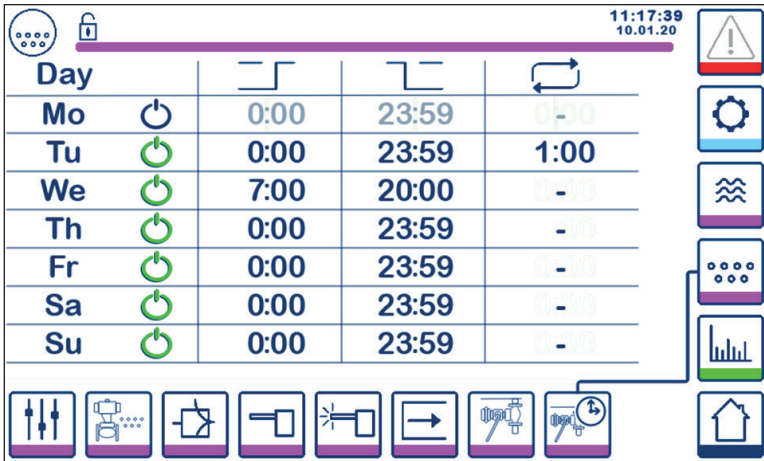 11:17:39
10.01.20
Day
Mo 0:00 23:59 -
Tu 0:00 23:59 1:00
We 7:00 20:00 -
Th 0:00 23:59 -
Fr 0:00 23:59 -
Sa 0:00 23:59 -
Su 0:00 23:59 -